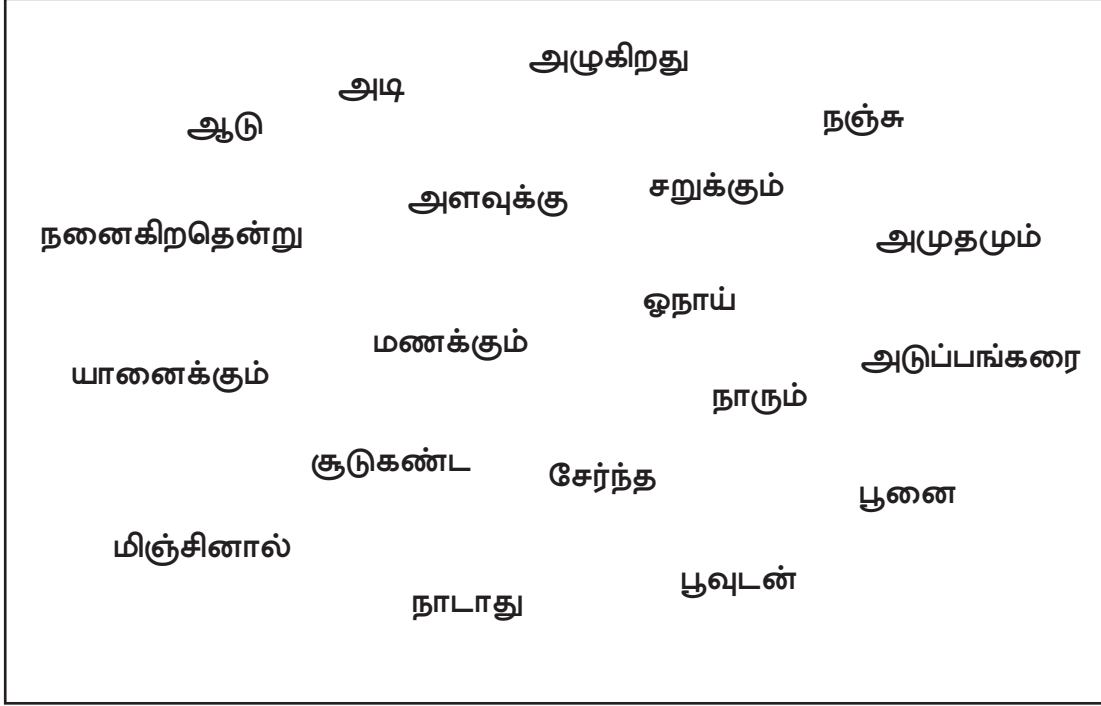 அழுகிறது
அடி
ஆடு
நஞ்சு
அளவுக்கு
சறுக்கும்
நனைகிறதென்று
அமுதமும்
ஓநாய்
மணக்கும்
அடுப்பங்கரை
யானைக்கும்
நாரும்
சூடுகண்ட
சேர்ந்த
பூனை
மிஞ்சினால்
பூவுடன்
நாடாது